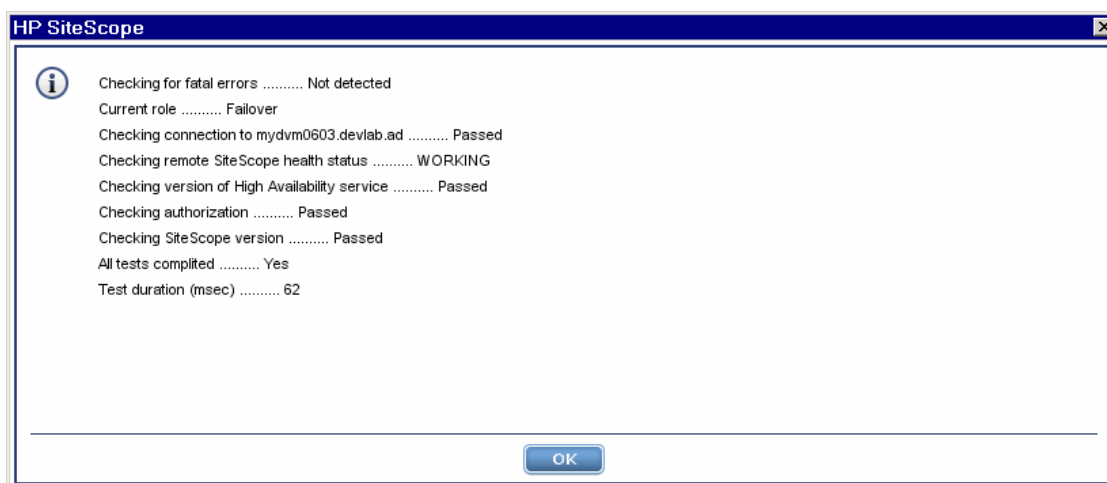 HP SiteScope
Checking for fatal errors .......... Not detected
Current role .......... Failover
Checking connection to mydvm0603.devlab.ad .......... Passed
Checking remote SiteScope health status .......... WORKING
Checking version of High Availability service .......... Passed
Checking authorization .......... Passed
Checking SiteScope version .......... Passed
All tests complited .......... Yes
Test duration (msec) .......... 62
OK